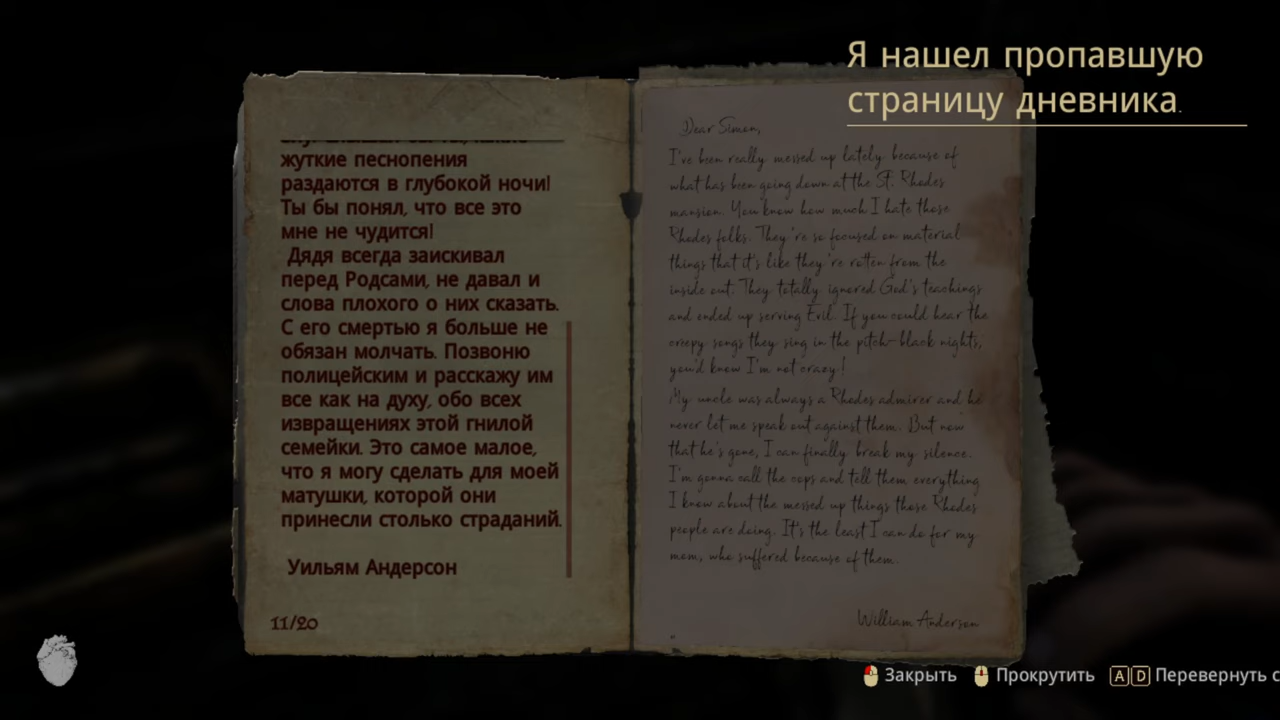 Я нашел пропавшую
страницу дневника.
жуткие песнопения
раздаются в глубокой ночи!
Ты бы понял, что все это
мне не чудится!
Дядя всегда заискивал
перед Родсами, не давал и
слова плохого о них сказать.
С его смертью я больше не
обязан молчать. Позвоню
полицейским и расскажу им
все как на духу, обо всех
извращениях этой гнилой
семейки. Это самое малое,
что я могу сделать для моей
матушки, которой они
принесли столько страданий.
Уильям Андерсон
11/20
Dear Simon,
I've been really messed up lately because of
what has been going down at the St. Rhodes
mansion. You know how much I hate those
Rhodes folks. They're so focused on material
things that it's like they're rotten from the
inside out. They totally ignored God's teachings
and ended up serving Evil. If you could hear the
creepy songs they sing in the pitch-black nights,
you'd know I'm not crazy!
My uncle was always a Rhodes admirer and he
never let me speak out against them. But now
that he's gone, I can finally break my silence.
I'm gonna call the cops and tell them everything
I know about the messed up things those Rhodes
people are doing. It's the least I can do for my
mom, who suffered because of them.
William Anderson
Закрыть
Прокрутить
A D Перевернуть с